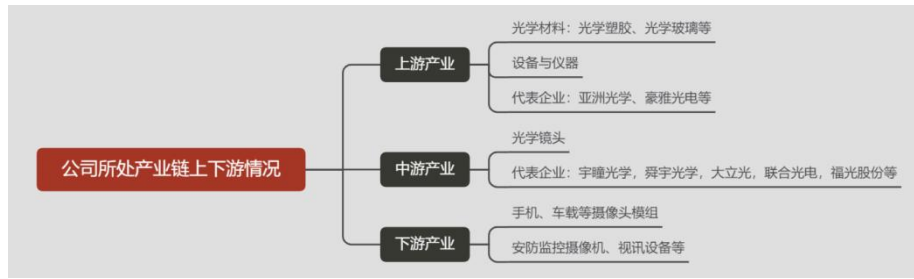 公司所处产业链上下游情况
上游产业
光学材料：光学塑胶、光学玻璃等
设备与仪器
代表企业：亚洲光学、豪雅光电等
中游产业
光学镜头
代表企业：宇瞳光学，舜宇光学，大立光，联合光电，福光股份等
下游产业
手机、车载等摄像头模组
安防监控摄像机、视讯设备等